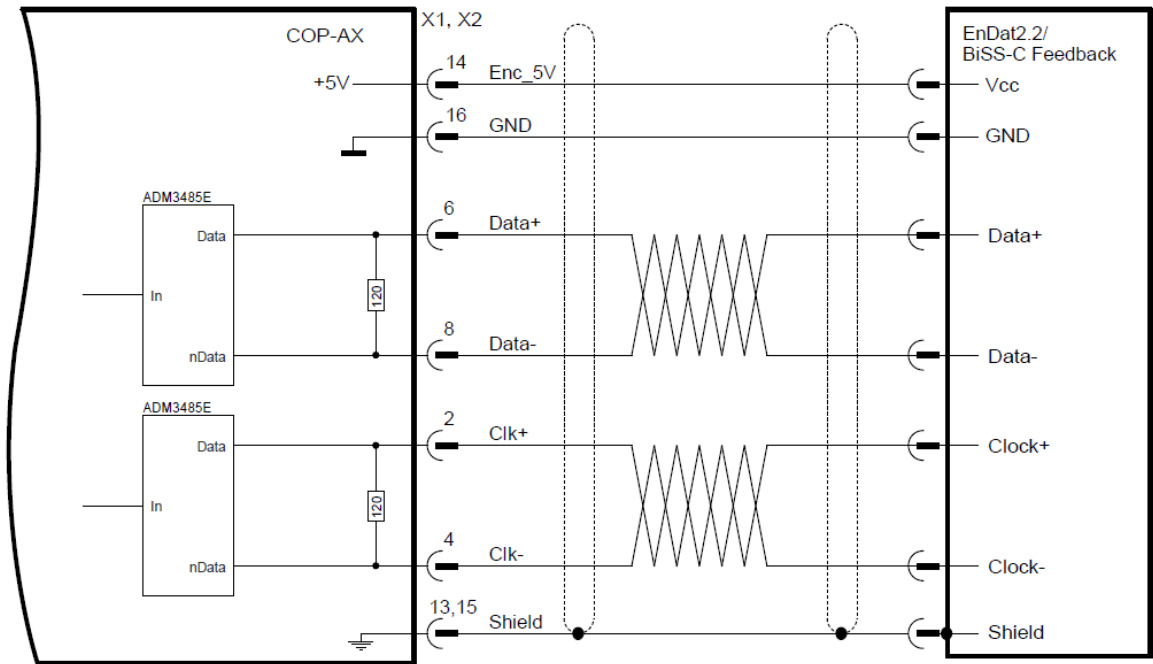 COP-AX
X1, X2
EnDat2.2/
BiSS-C Feedback
+5V
14
Enc_5V
Vcc
16
GND
GND
ADM3485E
Data
In
nData
120
6
Data+
Data+
8
Data-
Data-
ADM3485E
Data
In
nData
120
2
Clk+
Clock+
4
Clk-
Clock-
13,15
Shield
Shield